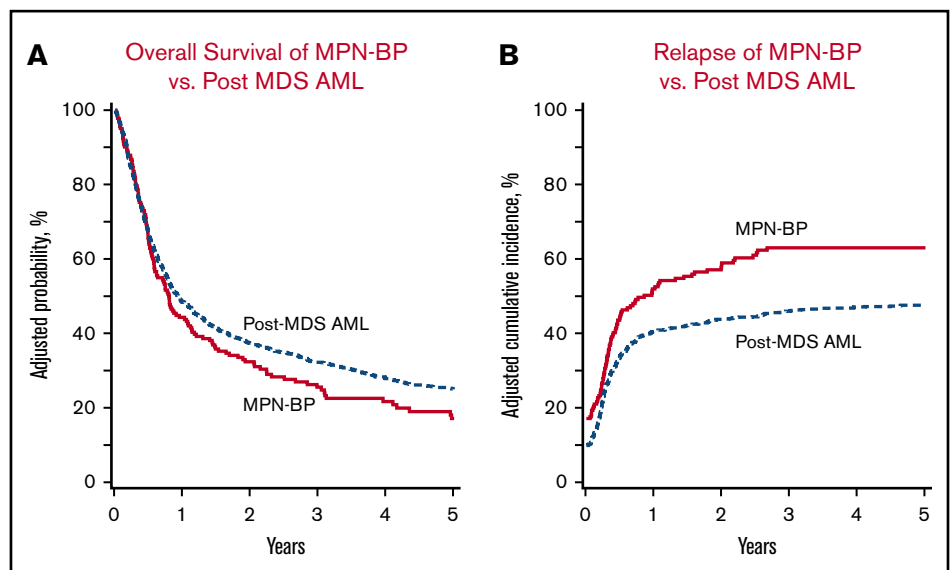 A
Overall Survival of MPN-BP
vs. Post MDS AML
Adjusted probability, %
100
80
60
40
20
0
Post-MDS AML
MPN-BP
0 1 2 3 4 5
Years
B
Relapse of MPN-BP
vs. Post MDS AML
Adjusted cumulative incidence, %
100
80
60
40
20
0
MPN-BP
Post-MDS AML
0 1 2 3 4 5
Years